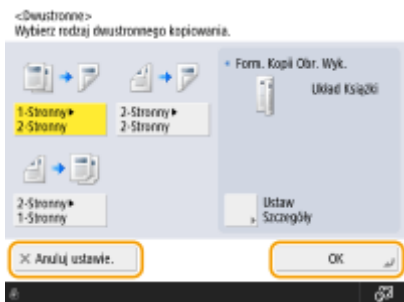 <Dwustronne>
Wybierz rodzaj dwustronnego kopiowania.
1-Stronny▶
2-Stronny
2-Stronny▶
2-Stronny
2-Stronny▶
1-Stronny
• Form. Kopii Obr. Wyk.
Układ Książki
Ustaw
Szczegóły
× Anuluj ustawie.
OK